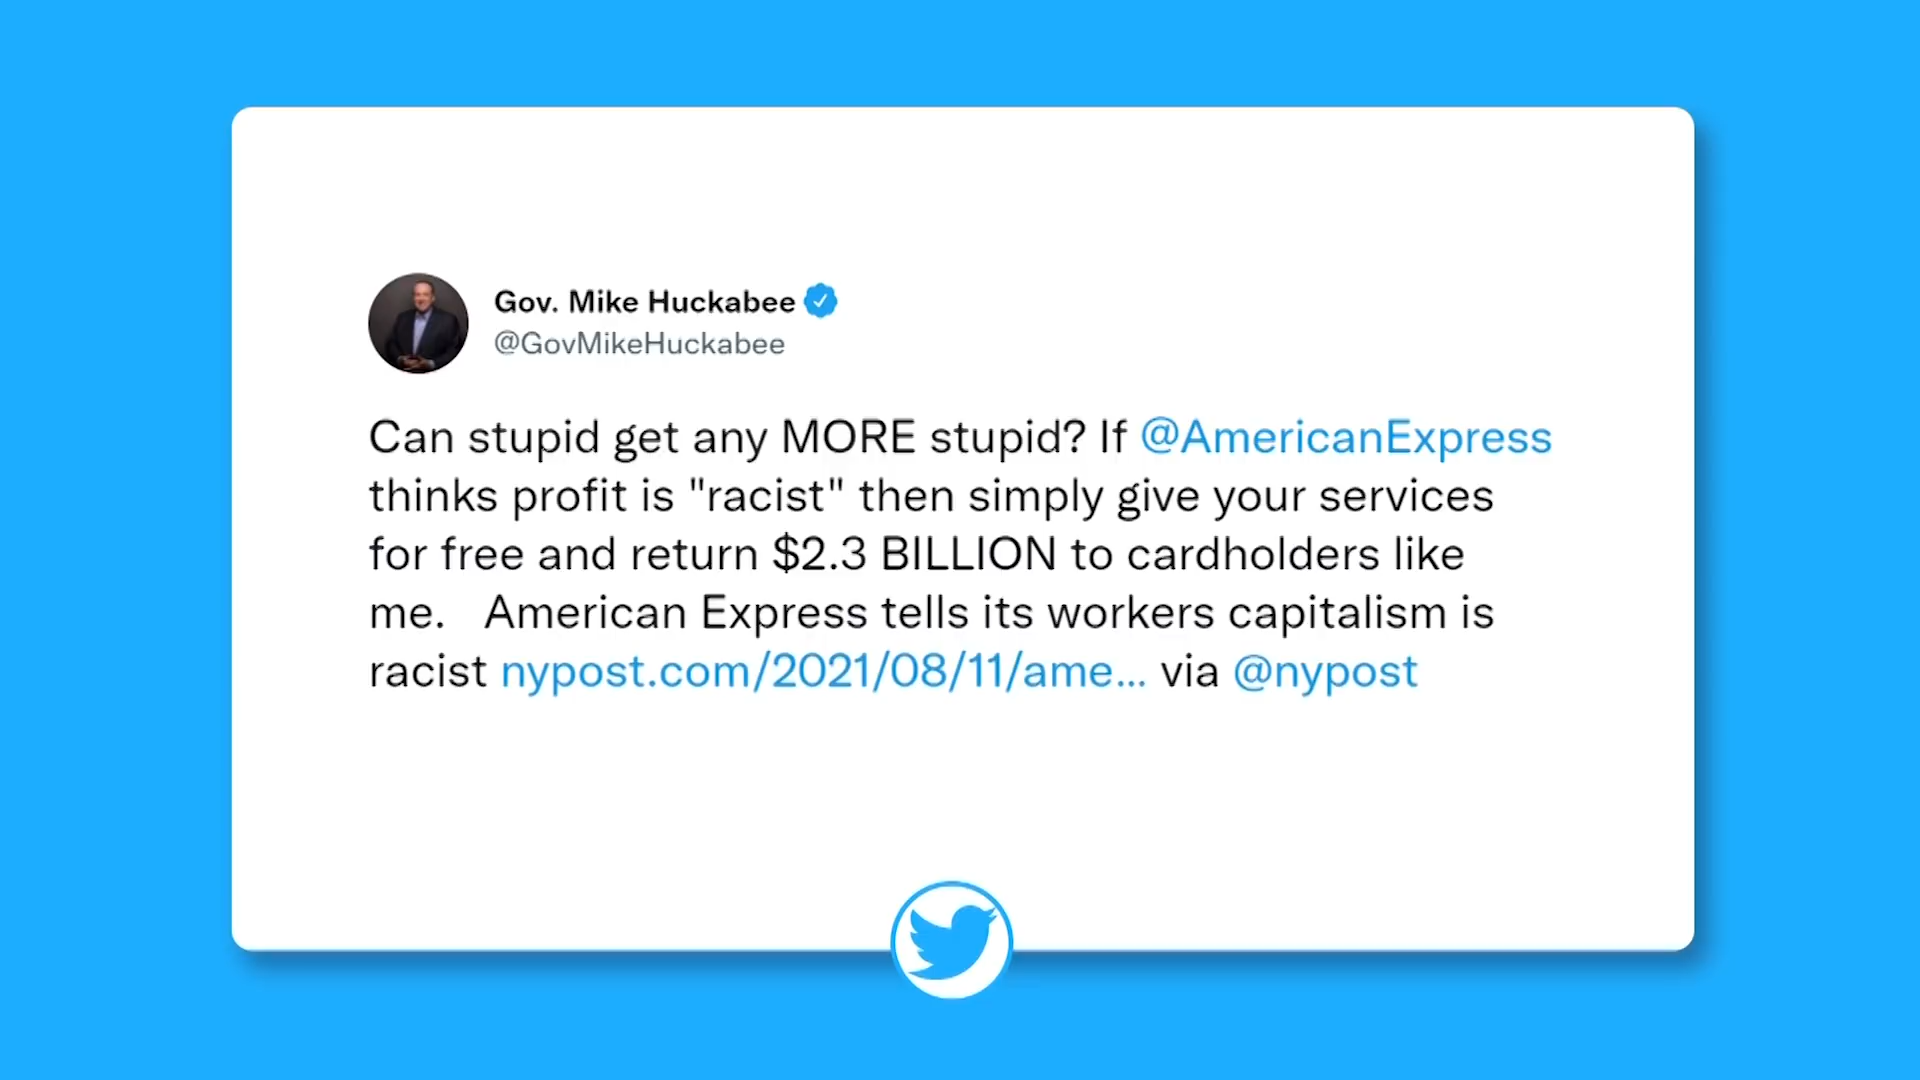 Gov. Mike Huckabee
@GovMikeHuckabee
Can stupid get any MORE stupid? If @AmericanExpress
thinks profit is "racist" then simply give your services
for free and return $2.3 BILLION to cardholders like
me.   American Express tells its workers capitalism is
racist nypost.com/2021/08/11/ame... via @nypost